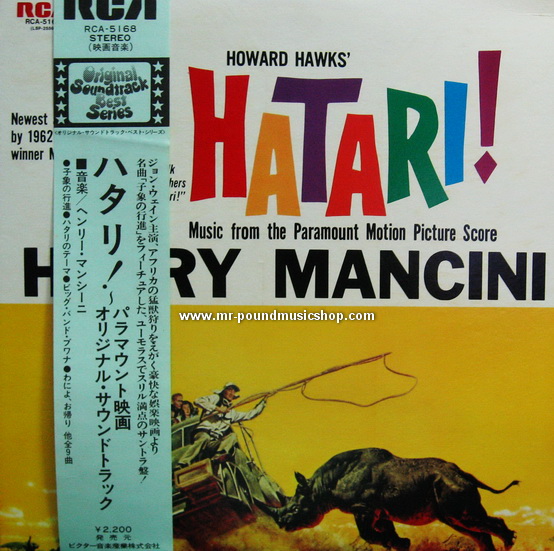 RCA
RCA
RCA-5168
STEREO
(映画音楽)
Original
Soundtrack
Best
Series
(オリジナル・サウンドトラック・ベスト・シリーズ)
ジョン・ウェイン主演、アフリカの猛獣狩りをえがく豪快な娯楽映画より
名曲「子象の行進」をフィーチュアした、ユーモラスでスリル満点のサントラ盤!
ハタリ!〜パラマウント映画
オリジナル・サウンドトラック
■音楽/ヘンリー・マンシーニ
●子象の行進●ハタリのテーマ●ビッグ・バンド・ブワナ●わによ、お帰り 他全9曲
¥2,200
発売元
ビクター音楽産業株式会社
Newest
by 1962
winner
HOWARD HAWKS'
HATARI!
Music from the Paramount Motion Picture Score
RY MANCINI
www.mr-poundmusicshop.com